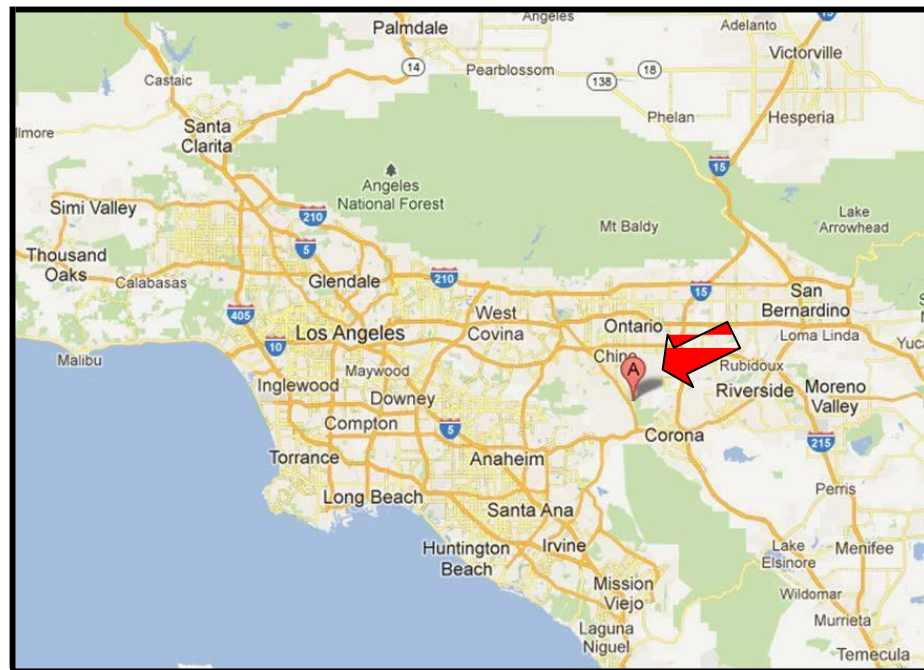 Palmdale
Angeles
Adelanto
15
Victorville
14
Pearblossom
18
138
Castaic
Phelan
Hesperia
llmore
Santa
Clarita
15
Angeles
National Forest
Simi Valley
210
Mt Baldy
Lake
Arrowhead
5
Thousand
Oaks
Calabasas
Glendale
210
15
San
Bernardino
405
West
Covina
Ontario
Los Angeles
Loma Linda
10
Yuca
Malibu
Chino
Maywood
Rubidoux
A
Inglewood
Downey
Riverside
Moreno
Valley
Compton
5
Corona
215
Torrance
Anaheim
Long Beach
Perris
Santa Ana
Huntington
Beach
Irvine
Lake
Elsinore
Menifee
Mission
Viejo
Wildomar
Murrieta
Laguna
Niguel
Temecula